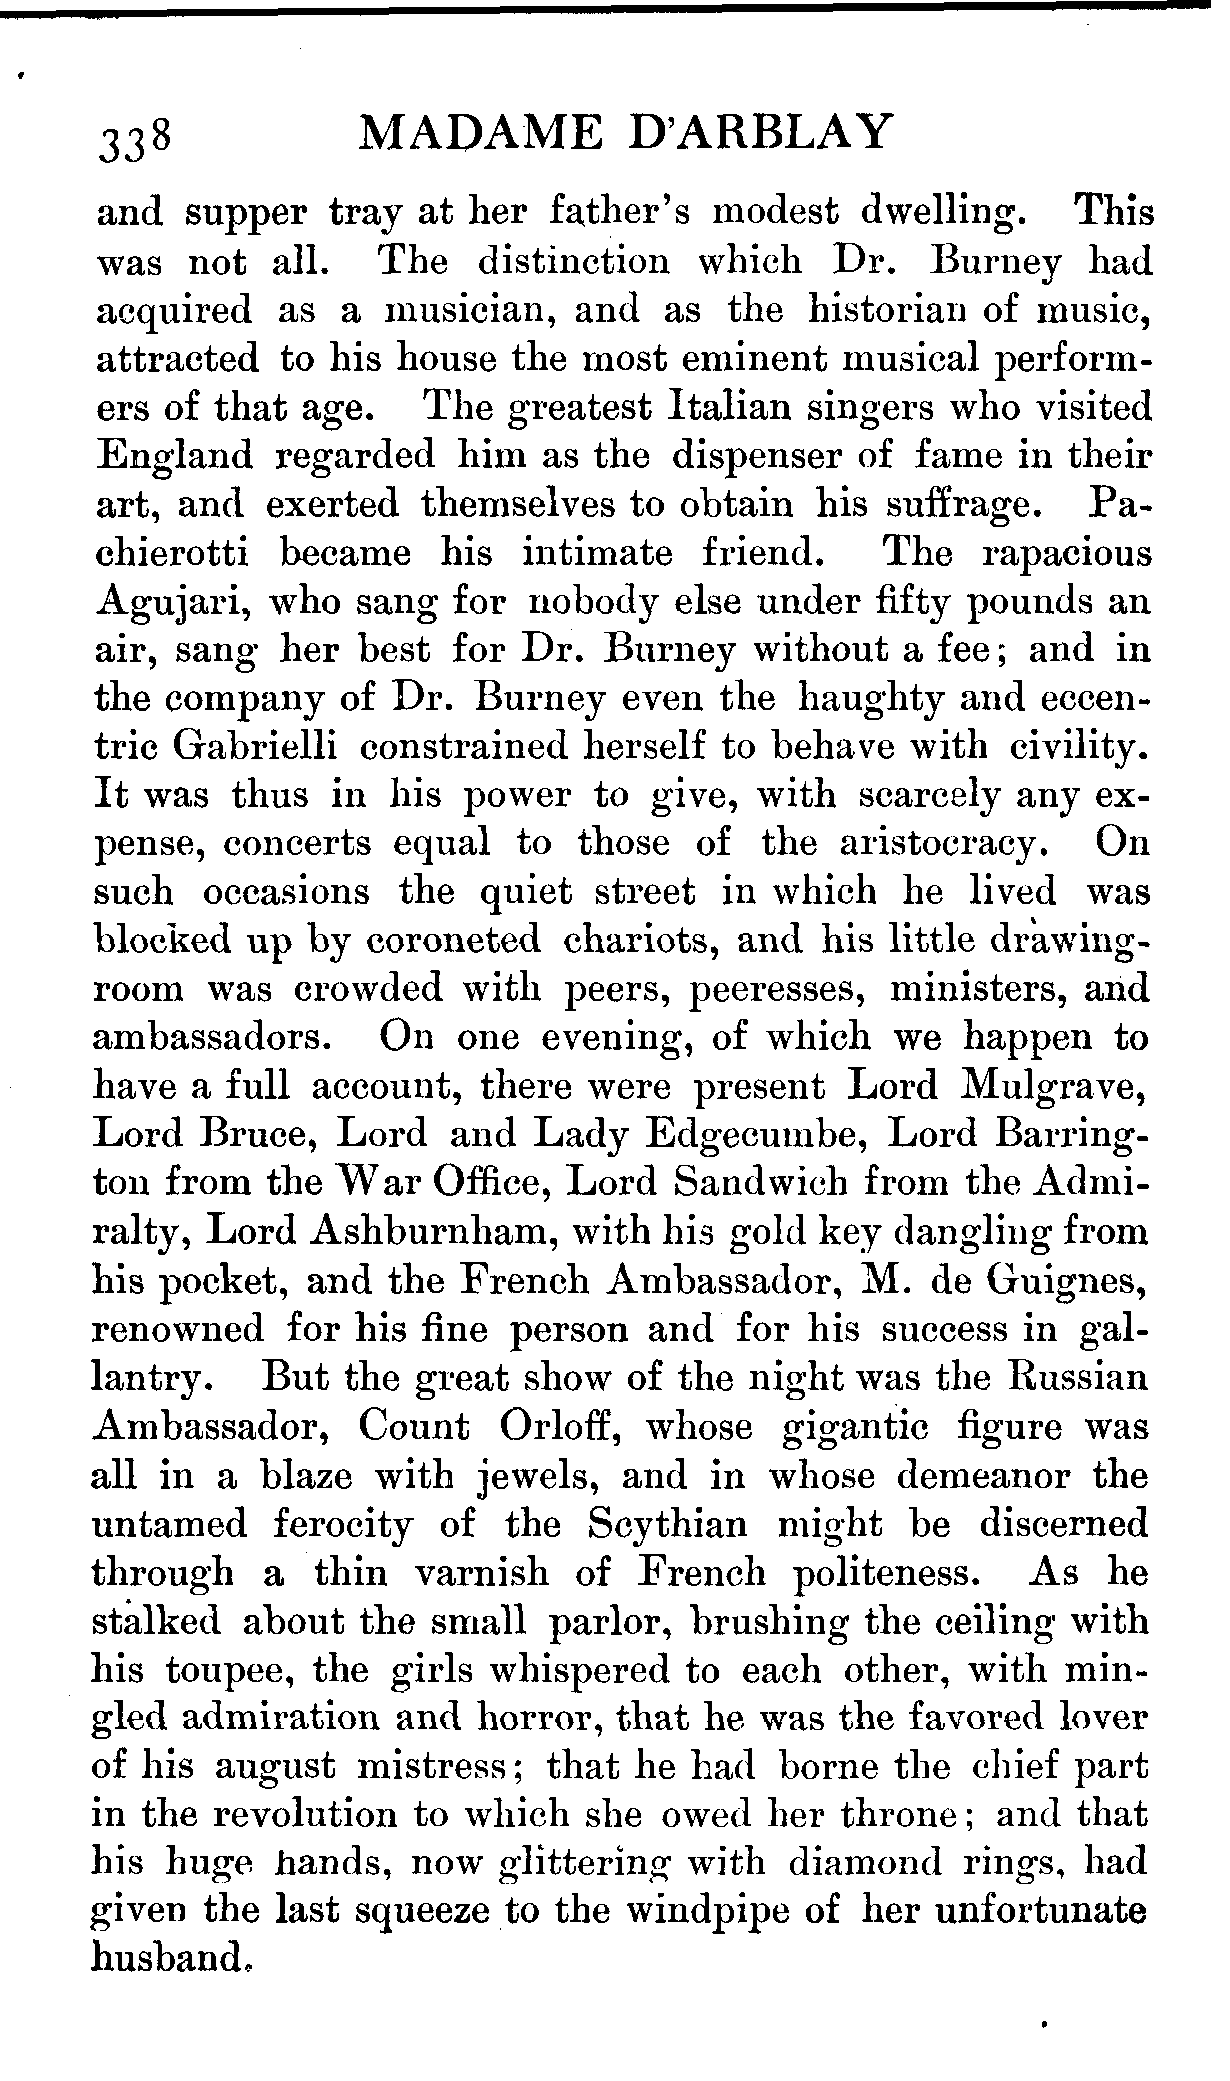 338 MADAME D'ARBLAY
and supper tray at her father's modest dwelling. This
was not all. The distinction which Dr. Burney had
acquired as a musician, and as the historian of music,
attracted to his house the most eminent musical perform-
ers of that age. The greatest Italian singers who visited
England regarded him as the dispenser of fame in their
art, and exerted themselves to obtain his suffrage. Pa-
chierotti became his intimate friend. The rapacious
Agujari, who sang for nobody else under fifty pounds an
air, sang her best for Dr. Burney without a fee; and in
the company of Dr. Burney even the haughty and eccen-
tric Gabrielli constrained herself to behave with civility.
It was thus in his power to give, with scarcely any ex-
pense, concerts equal to those of the aristocracy. On
such occasions the quiet street in which he lived was
blocked up by coroneted chariots, and his little drawing-
room was crowded with peers, peeresses, ministers, and
ambassadors. On one evening, of which we happen to
have a full account, there were present Lord Mulgrave,
Lord Bruce, Lord and Lady Edgecumbe, Lord Barring-
ton from the War Office, Lord Sandwich from the Admi-
ralty, Lord Ashburnham, with his gold key dangling from
his pocket, and the French Ambassador, M. de Guignes,
renowned for his fine person and for his success in gal-
lantry. But the great show of the night was the Russian
Ambassador, Count Orloff, whose gigantic figure was
all in a blaze with jewels, and in whose demeanor the
untamed ferocity of the Scythian might be discerned
through a thin varnish of French politeness. As he
stalked about the small parlor, brushing the ceiling with
his toupee, the girls whispered to each other, with min-
gled admiration and horror, that he was the favored lover
of his august mistress; that he had borne the chief part
in the revolution to which she owed her throne; and that
his huge hands, now glittering with diamond rings, had
given the last squeeze to the windpipe of her unfortunate
husband.